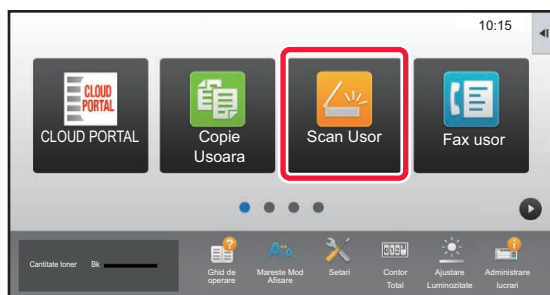 10:15
CLOUD
PORTAL
CLOUD PORTAL
Copie
Usoara
Scan Usor
Fax usor
Cantitate toner Bk
Ghid de
operare
Mareste Mod
Afisare
Setari
Contor
Total
Ajustare
Luminozitate
Administrare
lucrari